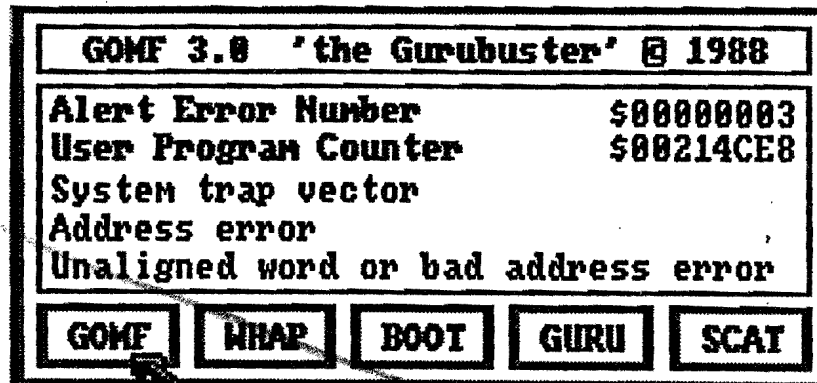 GOMF 3.0 'the Gurubuster' © 1988
Alert Error Number $00000003
User Program Counter $00214CE8
System trap vector
Address error
Unaligned word or bad address error
GOMF WHAP BOOT GURU SCAT